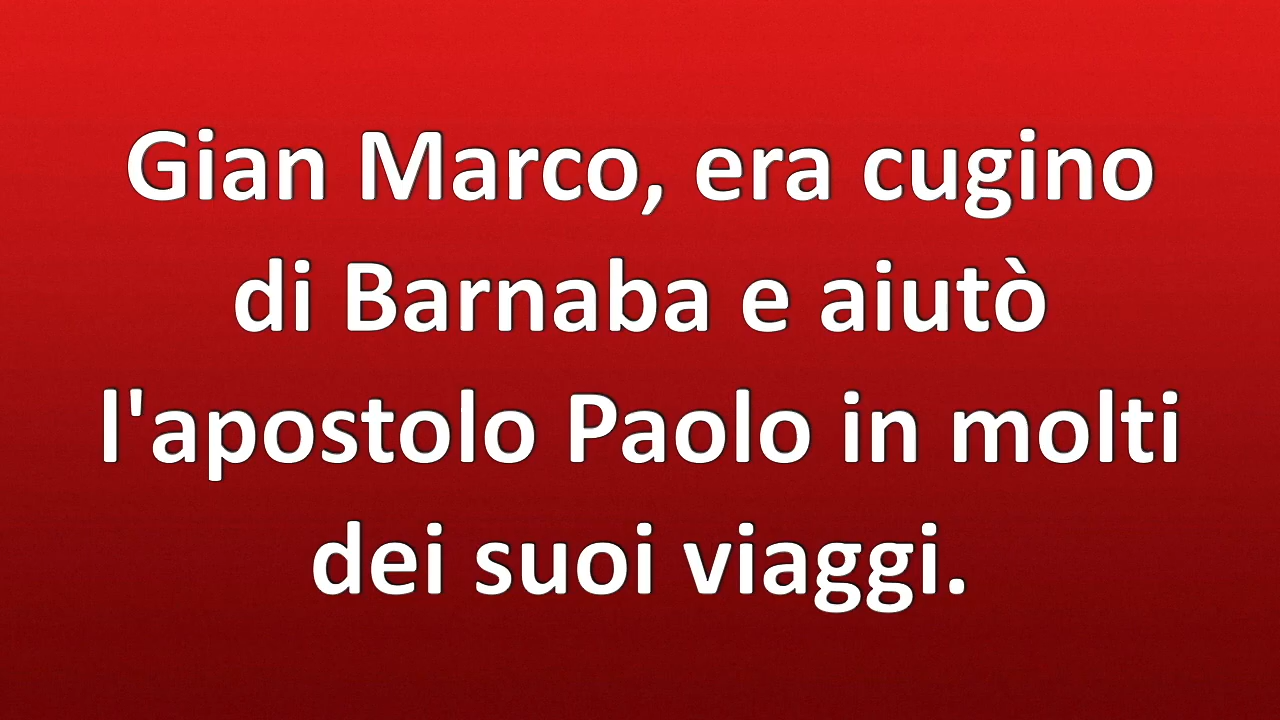 Gian Marco, era cugino
di Barnaba e aiutò
l'apostolo Paolo in molti
dei suoi viaggi.